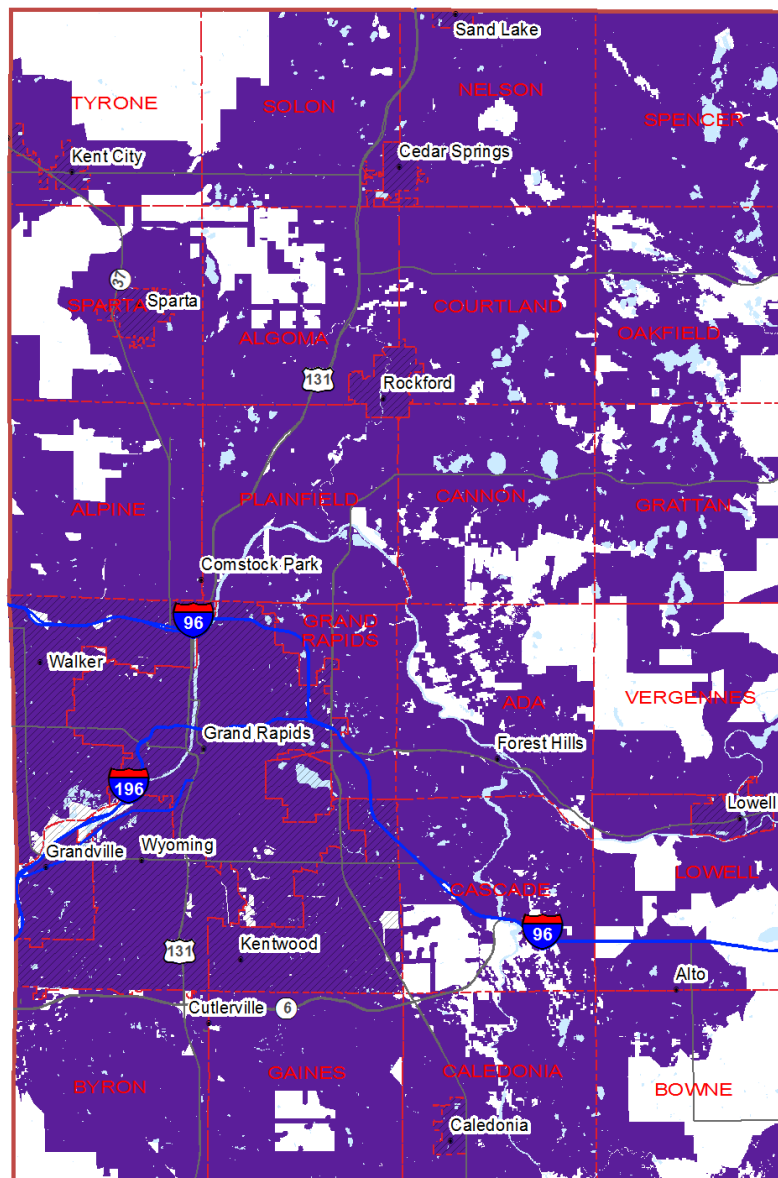 Sand Lake
TYRONE
SOLON
NELSON
SPENCER
Kent City
Cedar Springs
37
SPARTA
Sparta
ALGOMA
COURTLAND
OAKFIELD
131
Rockford
ALPINE
PLAINFIELD
CANNON
GRATTAN
Comstock Park
96
GRAND
RAPIDS
Walker
ADA
VERGENNES
Grand Rapids
Forest Hills
196
Lowell
Grandville
Wyoming
CASCADE
LOWELL
96
131
Kentwood
Alto
Cutlerville
6
BYRON
GAINES
CALEDONIA
BOWNE
Caledonia